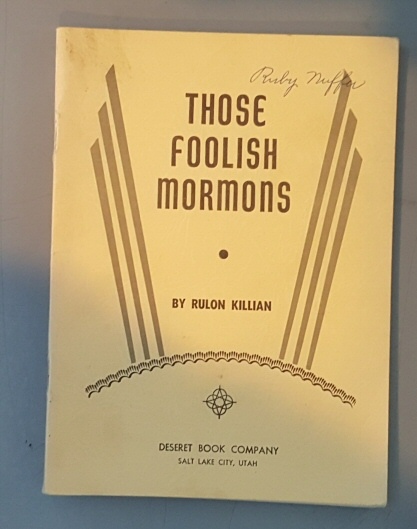 Ruby Nuffer
THOSE
FOOLISH
MORMONS
BY RULON KILLIAN
DESERET BOOK COMPANY
SALT LAKE CITY, UTAH